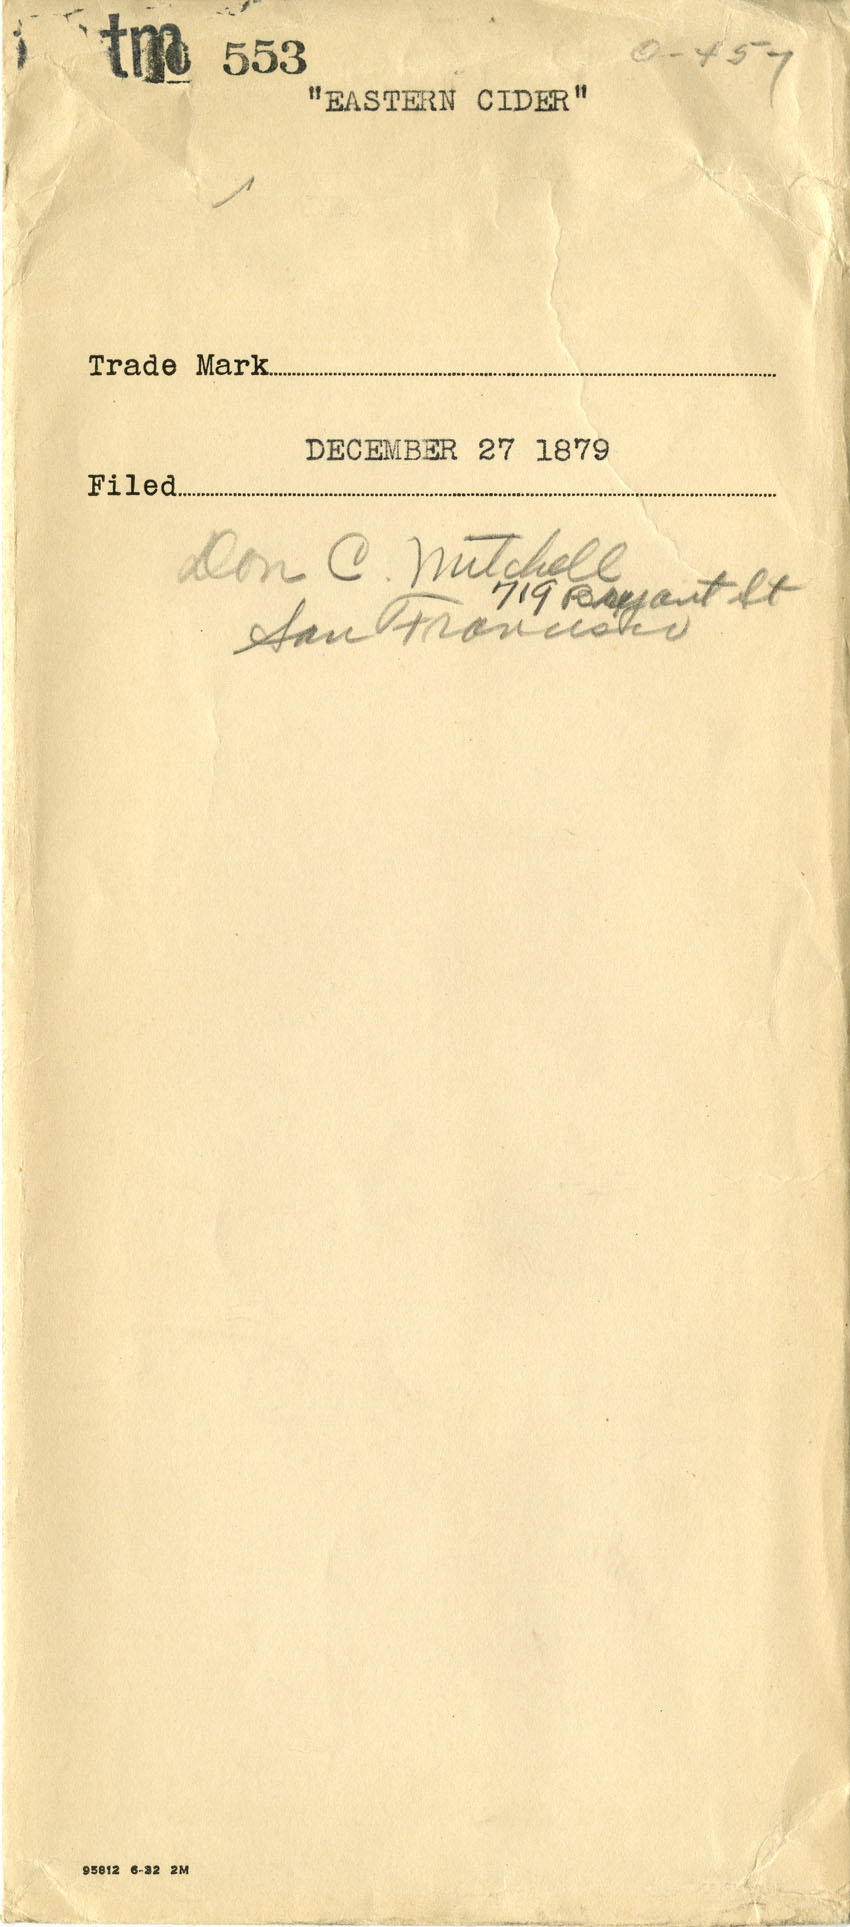 tm 553
0-457
"EASTERN CIDER"
Trade Mark
DECEMBER 27 1879
Filed
Don C. Mitchell
719 Bryant St
San Francisco
95812 6-32 2M